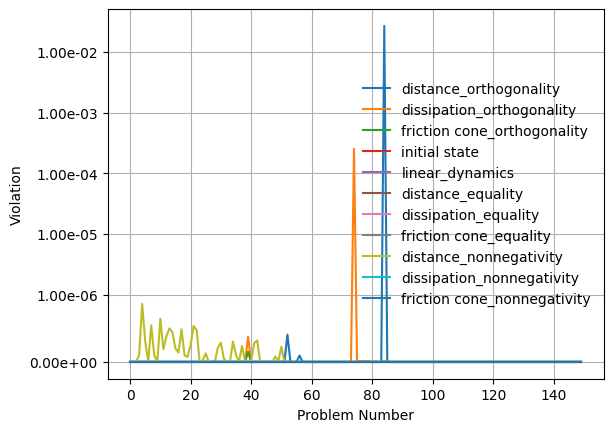 1.00e-02
1.00e-03
1.00e-04
1.00e-05
1.00e-06
0.00e+00
Violation
distance_orthogonality
dissipation_orthogonality
friction cone_orthogonality
initial state
linear_dynamics
distance_equality
dissipation_equality
friction cone_equality
distance_nonnegativity
dissipation_nonnegativity
friction cone_nonnegativity
0 20 40 60 80 100 120 140
Problem Number